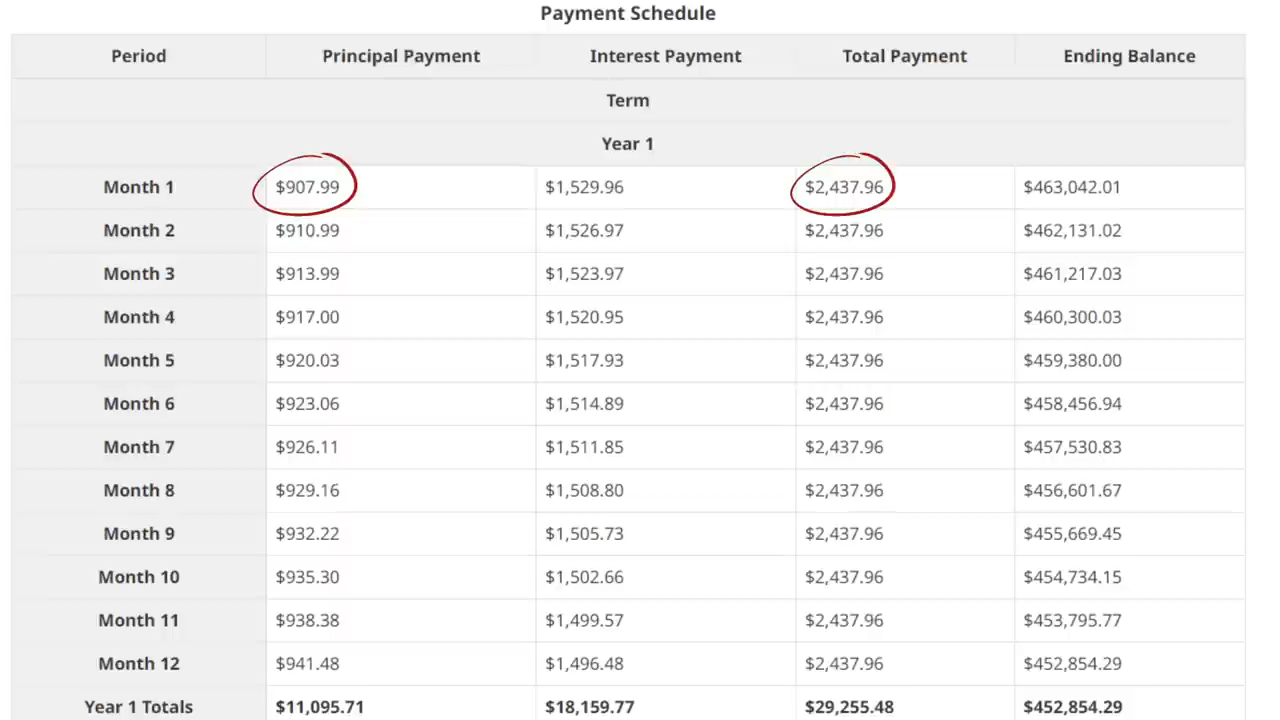 Payment Schedule
Period Principal Payment Interest Payment Total Payment Ending Balance
Term
Year 1
Month 1 $907.99 $1,529.96 $2,437.96 $463,042.01
Month 2 $910.99 $1,526.97 $2,437.96 $462,131.02
Month 3 $913.99 $1,523.97 $2,437.96 $461,217.03
Month 4 $917.00 $1,520.95 $2,437.96 $460,300.03
Month 5 $920.03 $1,517.93 $2,437.96 $459,380.00
Month 6 $923.06 $1,514.89 $2,437.96 $458,456.94
Month 7 $926.11 $1,511.85 $2,437.96 $457,530.83
Month 8 $929.16 $1,508.80 $2,437.96 $456,601.67
Month 9 $932.22 $1,505.73 $2,437.96 $455,669.45
Month 10 $935.30 $1,502.66 $2,437.96 $454,734.15
Month 11 $938.38 $1,499.57 $2,437.96 $453,795.77
Month 12 $941.48 $1,496.48 $2,437.96 $452,854.29
Year 1 Totals $11,095.71 $18,159.77 $29,255.48 $452,854.29